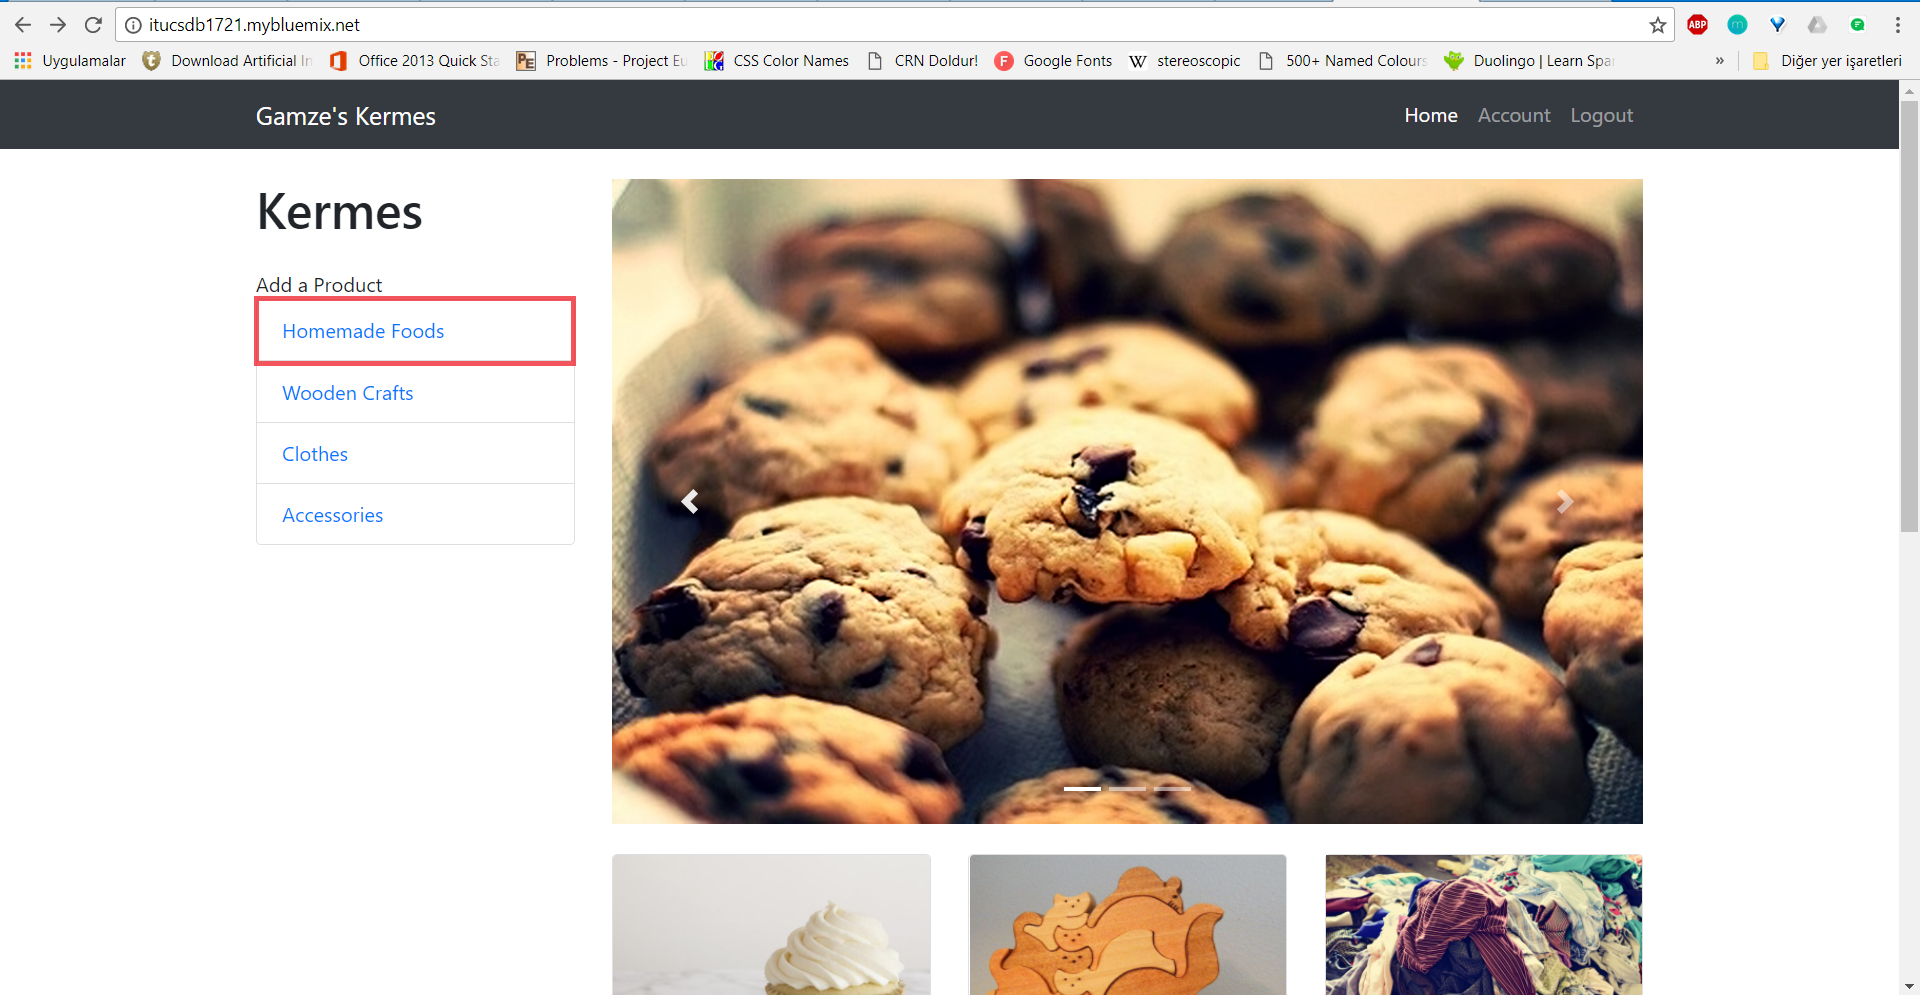 itucsdb1721.mybluemix.net
ABP
m
Uygulamalar
Download Artificial In
Office 2013 Quick Sta
PE
Problems - Project Eu
CSS Color Names
CRN Doldur!
F
Google Fonts
W
stereoscopic
500+ Named Colours
Duolingo | Learn Spa
»
Diğer yer işaretleri
Gamze's Kermes
Home
Account
Logout
Kermes
Add a Product
Homemade Foods
Wooden Crafts
Clothes
Accessories